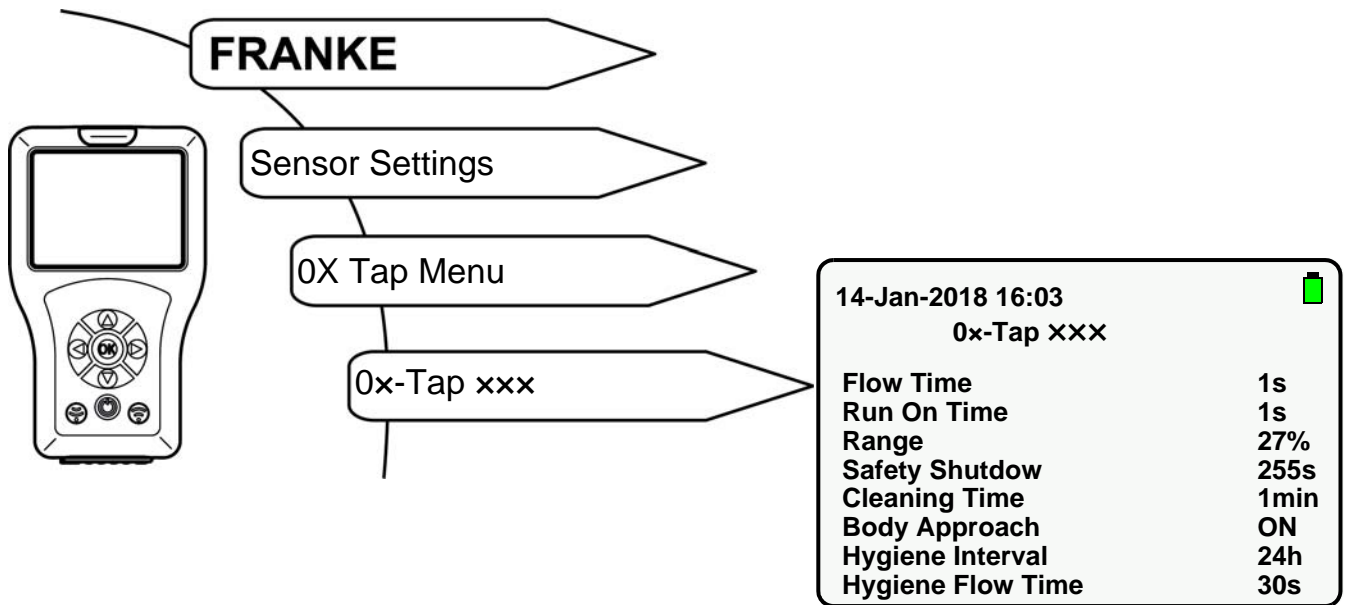 FRANKE
Sensor Settings
0X Tap Menu
0×-Tap ×××
OK
14-Jan-2018 16:03
0×-Tap ×××
Flow Time 1s
Run On Time 1s
Range 27%
Safety Shutdow 255s
Cleaning Time 1min
Body Approach ON
Hygiene Interval 24h
Hygiene Flow Time 30s